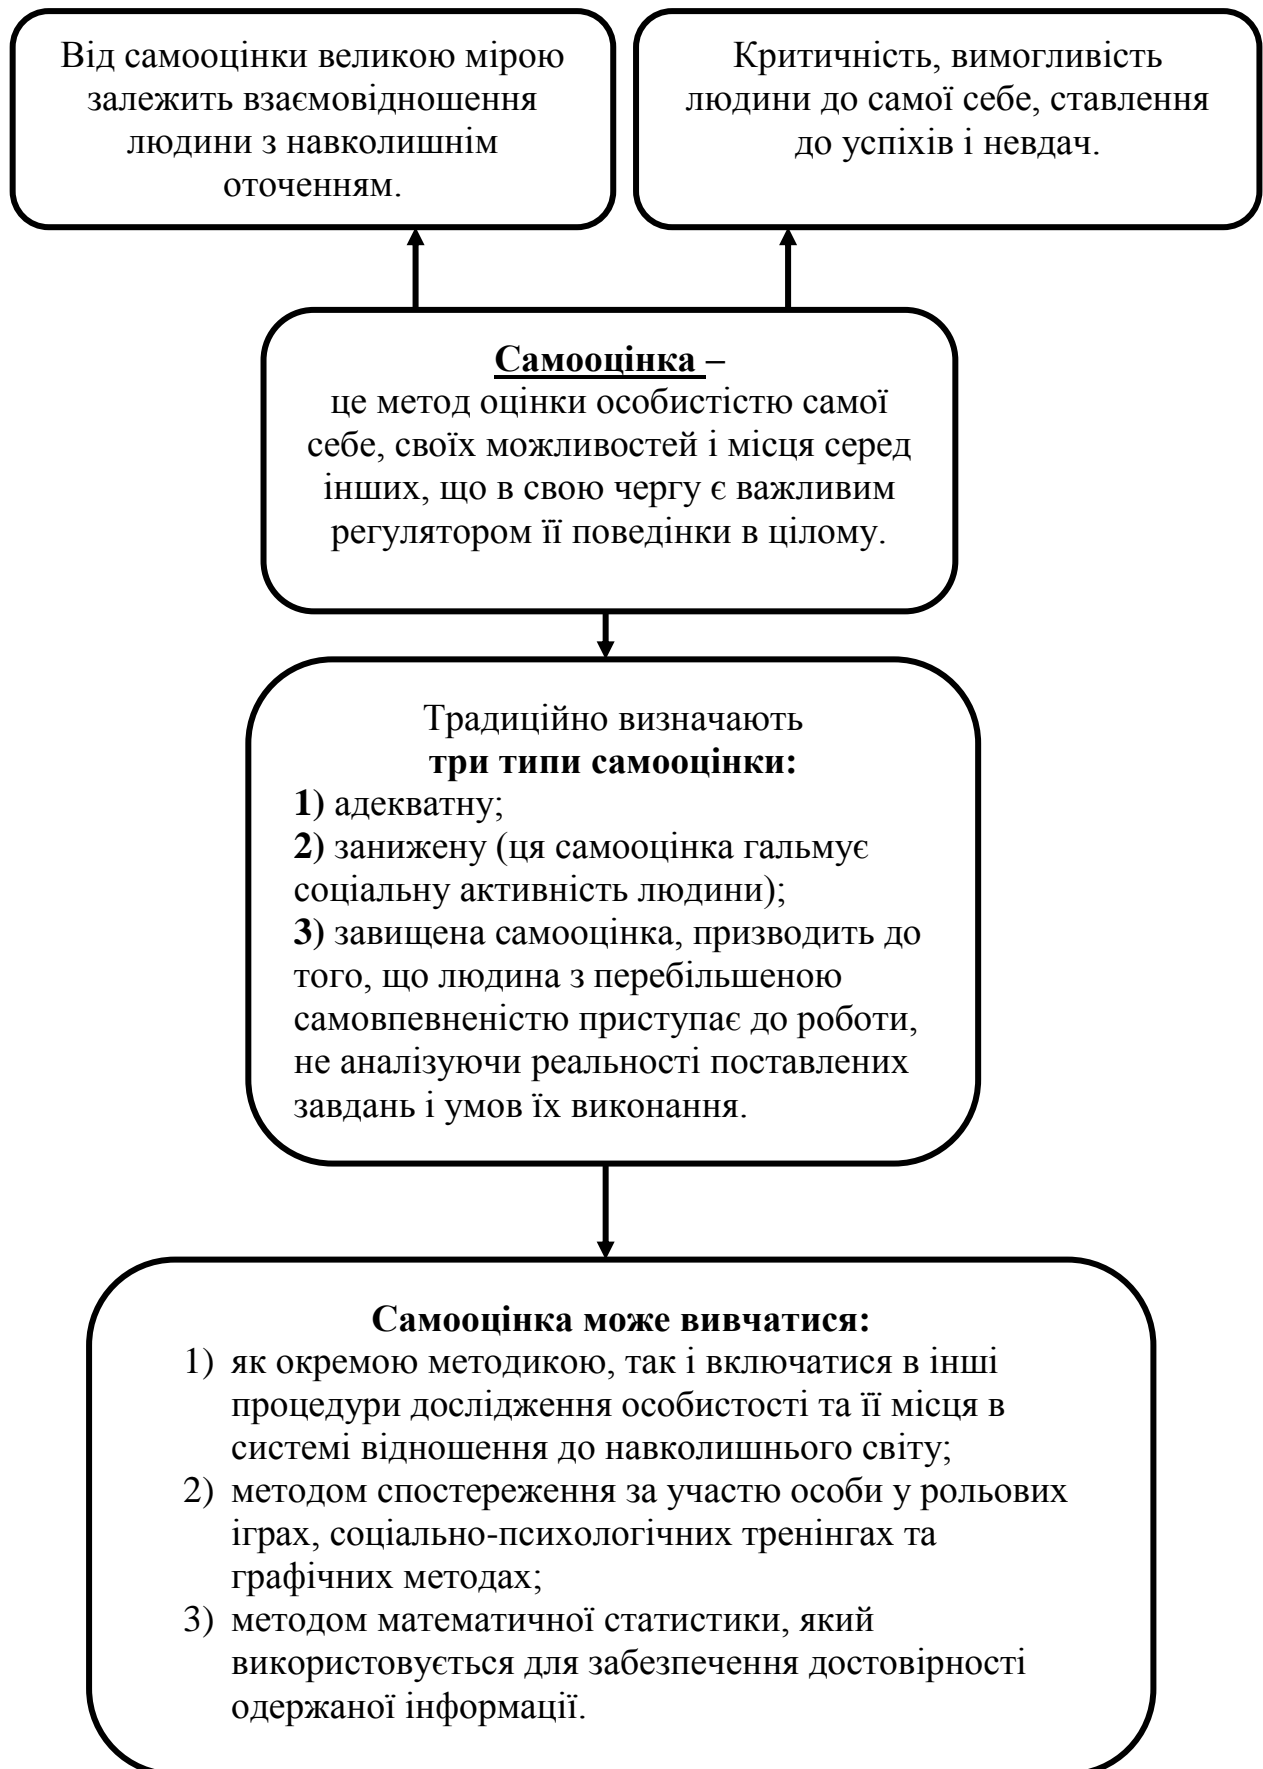 Від самооцінки великою мірою
залежить взаємовідношення
людини з навколишнім
оточенням.
Критичність, вимогливість
людини до самої себе, ставлення
до успіхів і невдач.
Самооцінка –
це метод оцінки особистістю самої
себе, своїх можливостей і місця серед
інших, що в свою чергу є важливим
регулятором її поведінки в цілому.
Традиційно визначають
три типи самооцінки:
1) адекватну;
2) занижену (ця самооцінка гальмує
соціальну активність людини);
3) завищена самооцінка, призводить до
того, що людина з перебільшеною
самовпевненістю приступає до роботи,
не аналізуючи реальності поставлених
завдань і умов їх виконання.
Самооцінка може вивчатися:
1) як окремою методикою, так і включатися в інші
процедури дослідження особистості та її місця в
системі відношення до навколишнього світу;
2) методом спостереження за участю особи у рольових
іграх, соціально-психологічних тренінгах та
графічних методах;
3) методом математичної статистики, який
використовується для забезпечення достовірності
одержаної інформації.